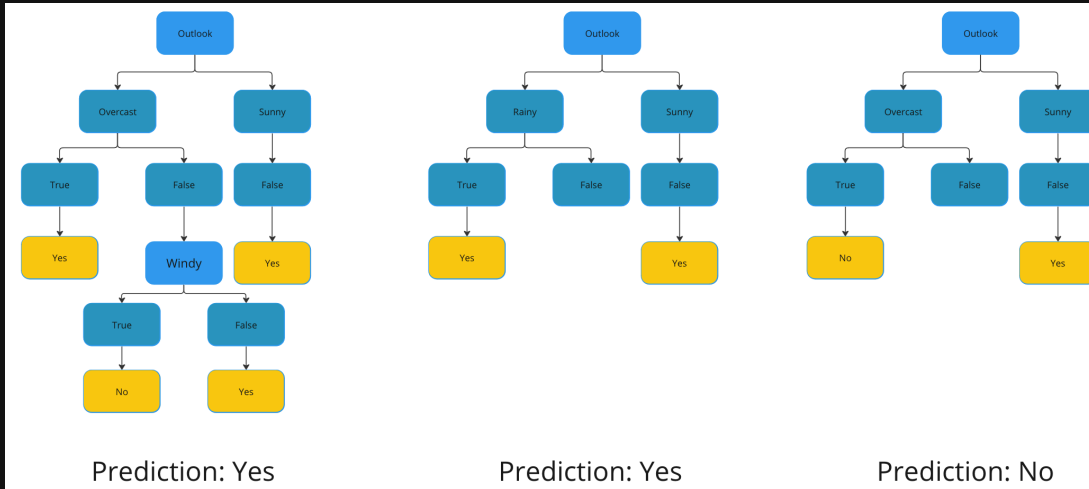 Outlook
Outlook
Outlook
Overcast
Sunny
Rainy
Sunny
Overcast
Sunny
True
False
False
True
False
False
True
False
False
Yes
Windy
Yes
Yes
Yes
No
Yes
True
False
No
Yes
Prediction: Yes
Prediction: Yes
Prediction: No